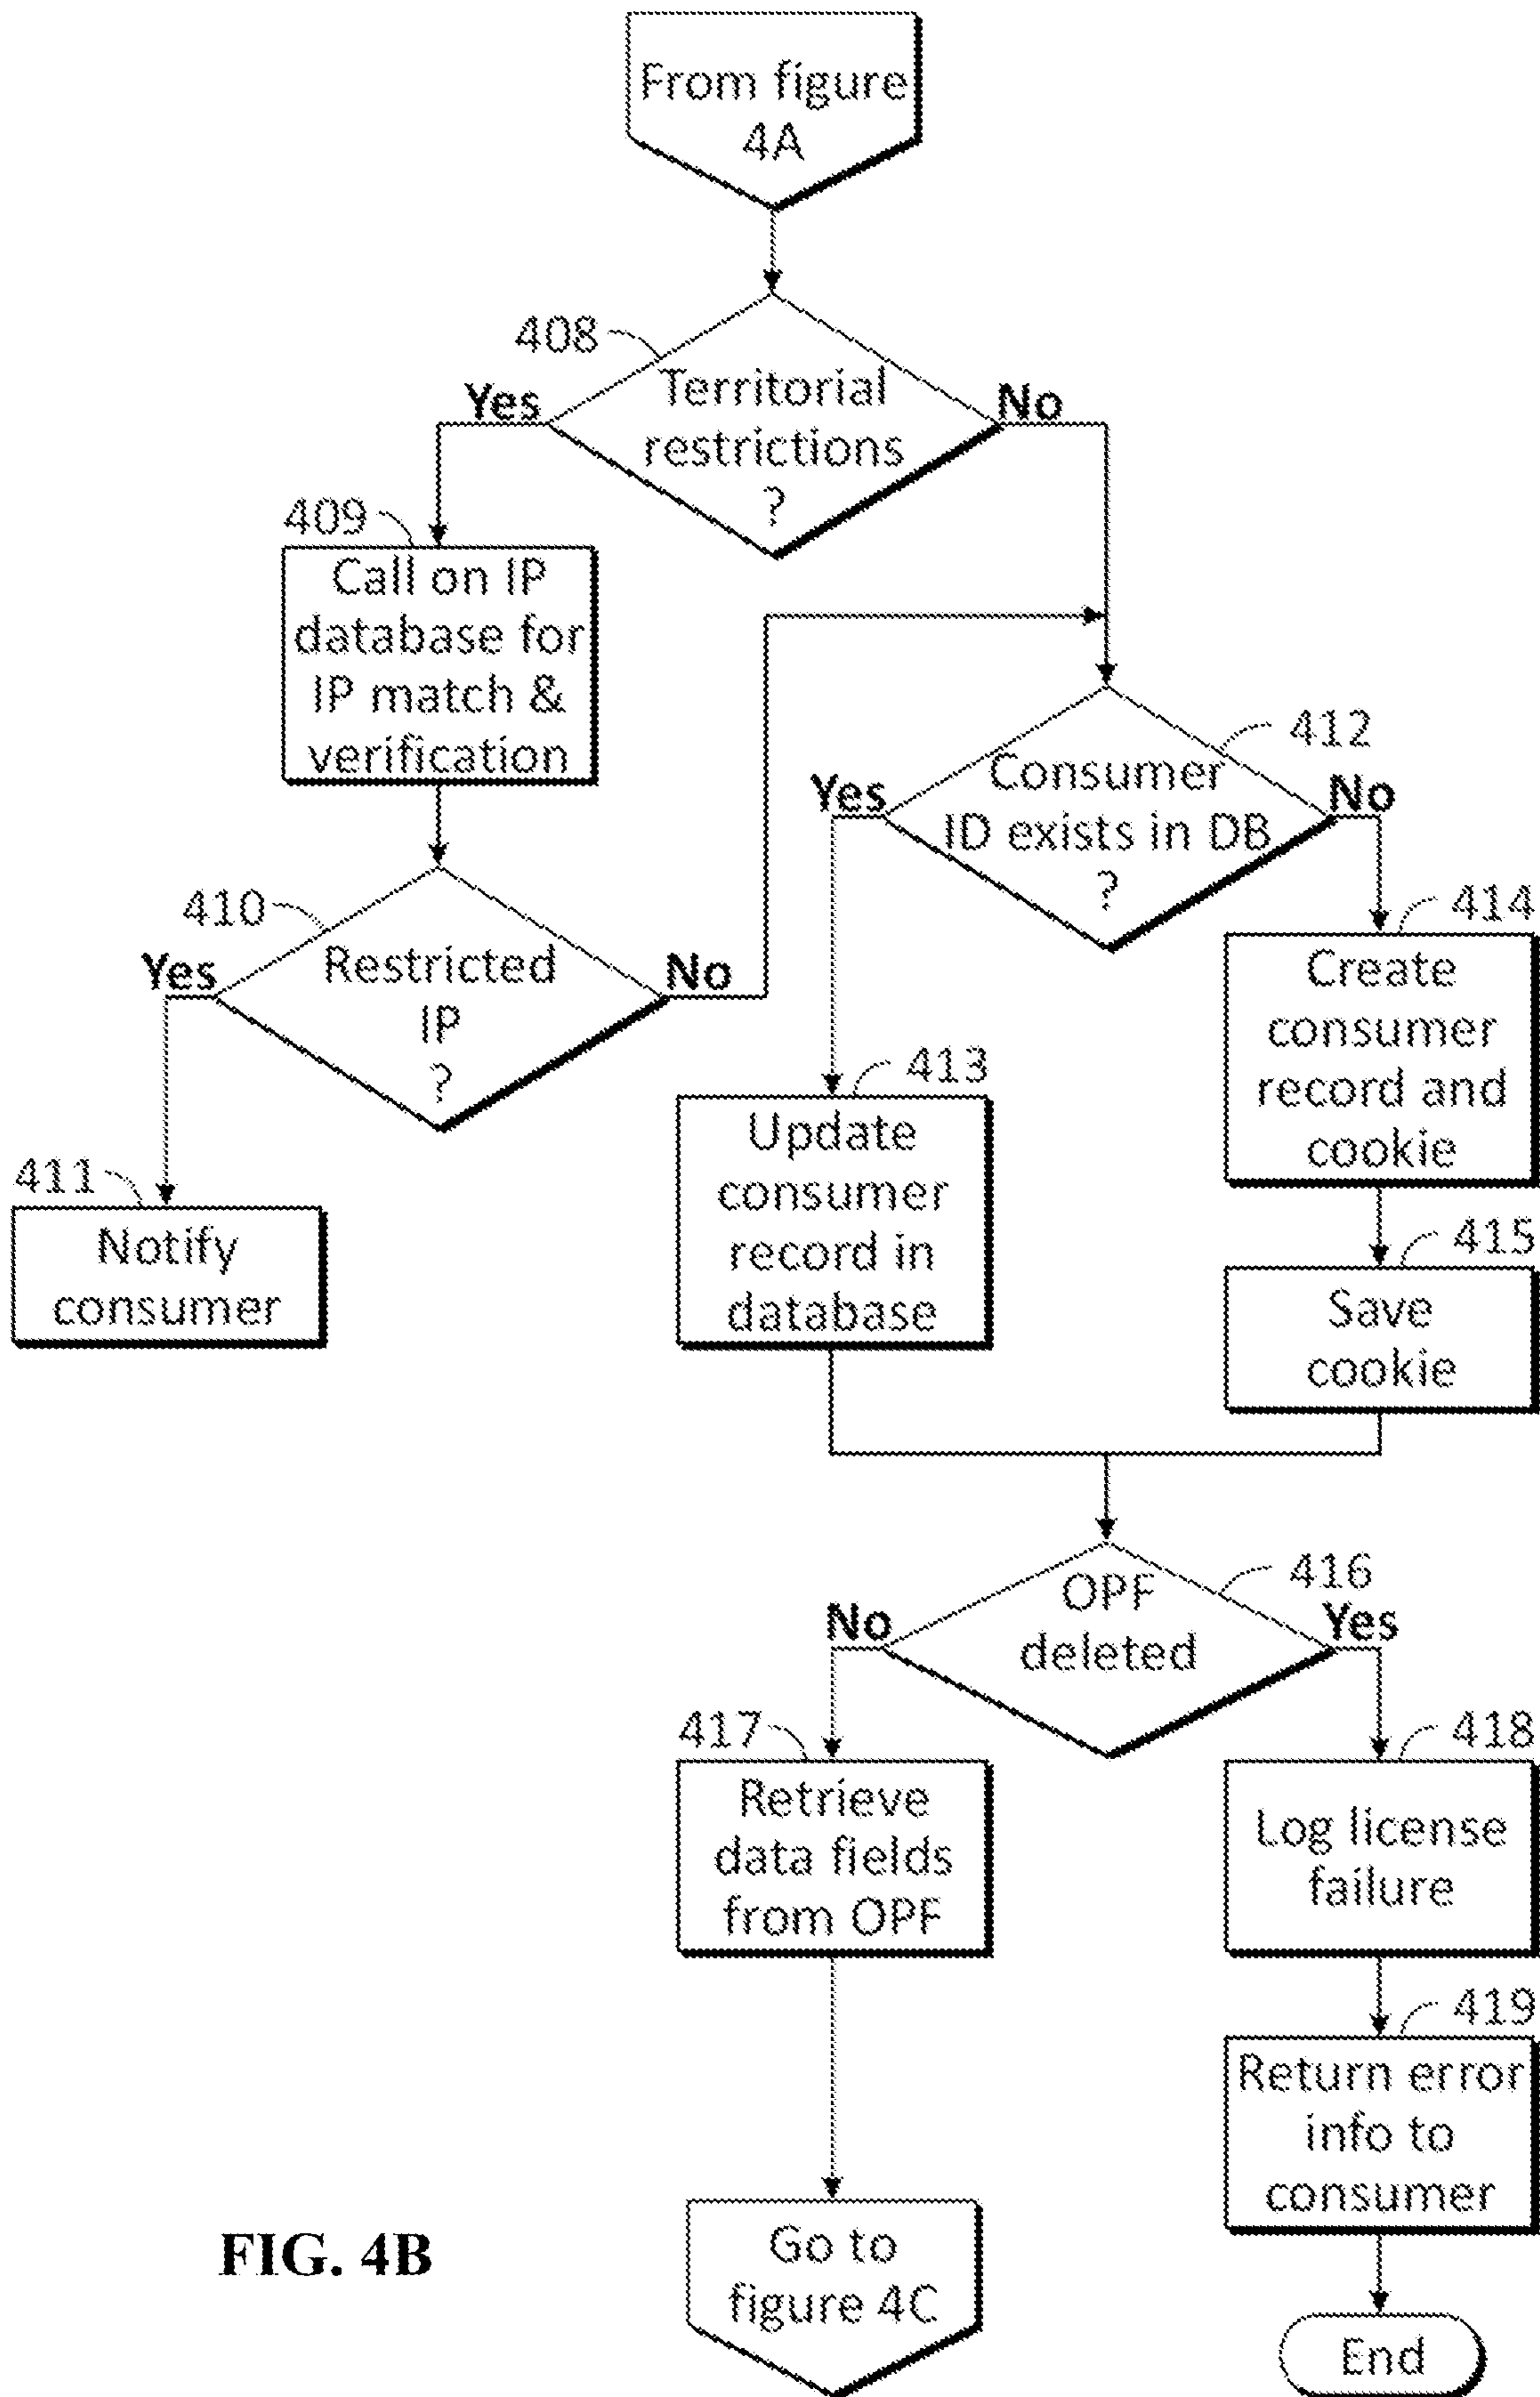 From figure
4A
408
Territorial
restrictions
?
Yes
No
409
Call on IP
database for
IP match &
verification
410
Restricted
IP
?
Yes
No
411
Notify
consumer
412
Consumer
ID exists in DB
?
Yes
No
413
Update
consumer
record in
database
414
Create
consumer
record and
cookie
415
Save
cookie
416
OPF
deleted
No
Yes
417
Retrieve
data fields
from OPF
418
Log license
failure
419
Return error
info to
consumer
Go to
figure 4C
End
FIG. 4B